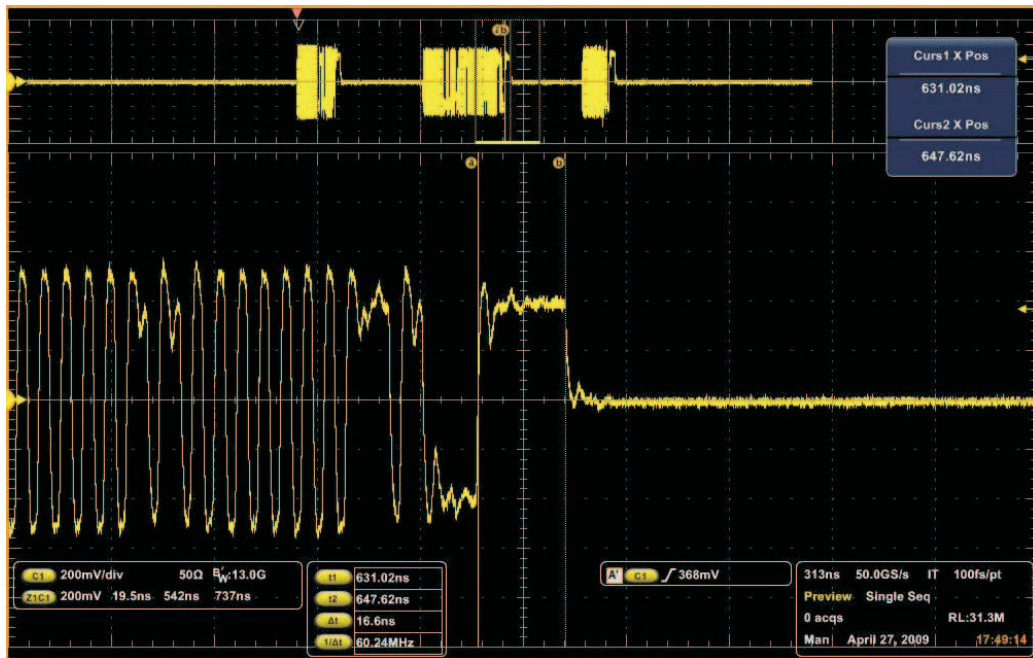 ab
Curs1 X Pos
631.02ns
Curs2 X Pos
647.62ns
a
b
C1 200mV/div 50Ω B'W:13.0G
Z1C1 200mV 19.5ns 542ns 737ns
t1 631.02ns
t2 647.62ns
Δt 16.6ns
1/Δt 60.24MHz
A' C1 368mV
313ns 50.0GS/s IT 100fs/pt
Preview Single Seq
0 acqs RL:31.3M
Man April 27, 2009 17:49:14